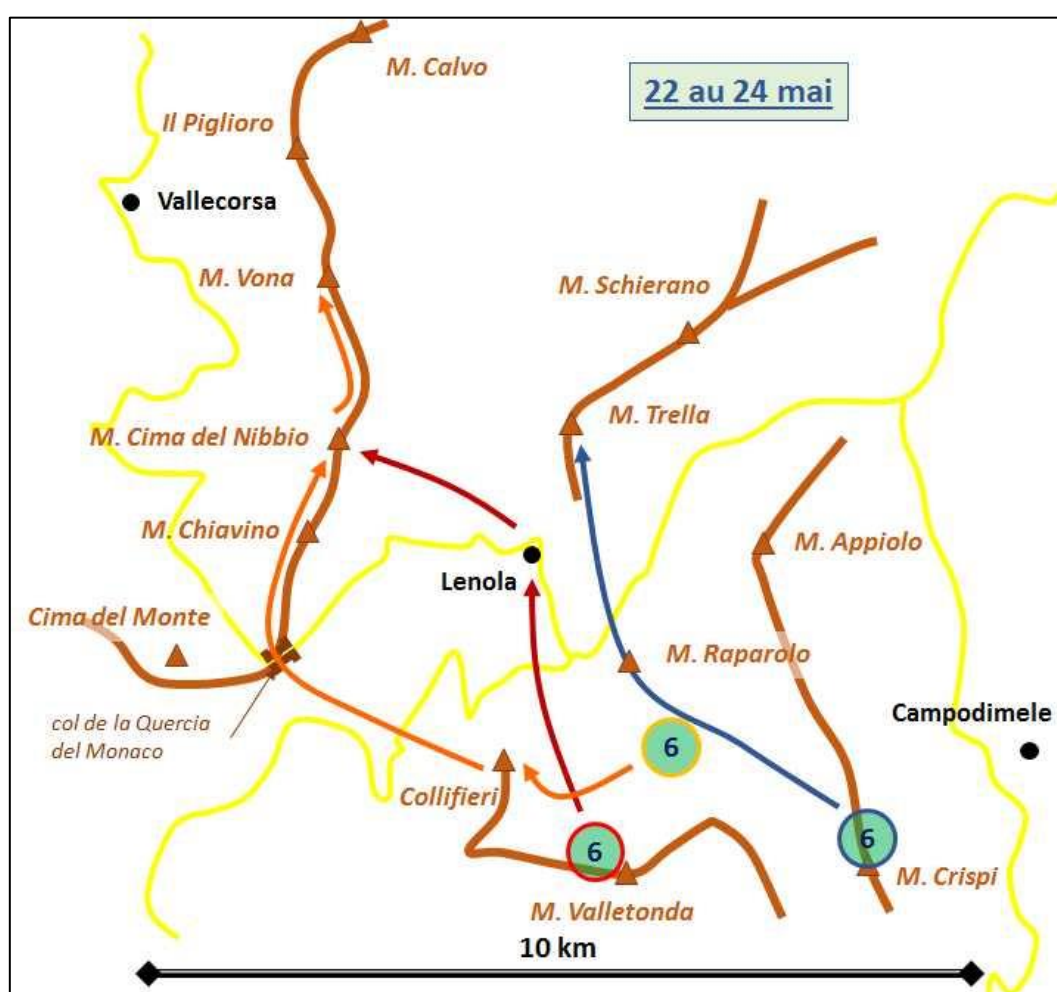 M. Calvo
22 au 24 mai
Il Piglioro
Vallecorsa
M. Vona
M. Schierano
M. Trella
M. Cima del Nibbio
M. Chiavino
M. Appiolo
Lenola
Cima del Monte
M. Raparolo
col de la Quercia
del Monaco
Campodimele
6
Collifieri
6
6
M. Crispi
M. Valletonda
10 km